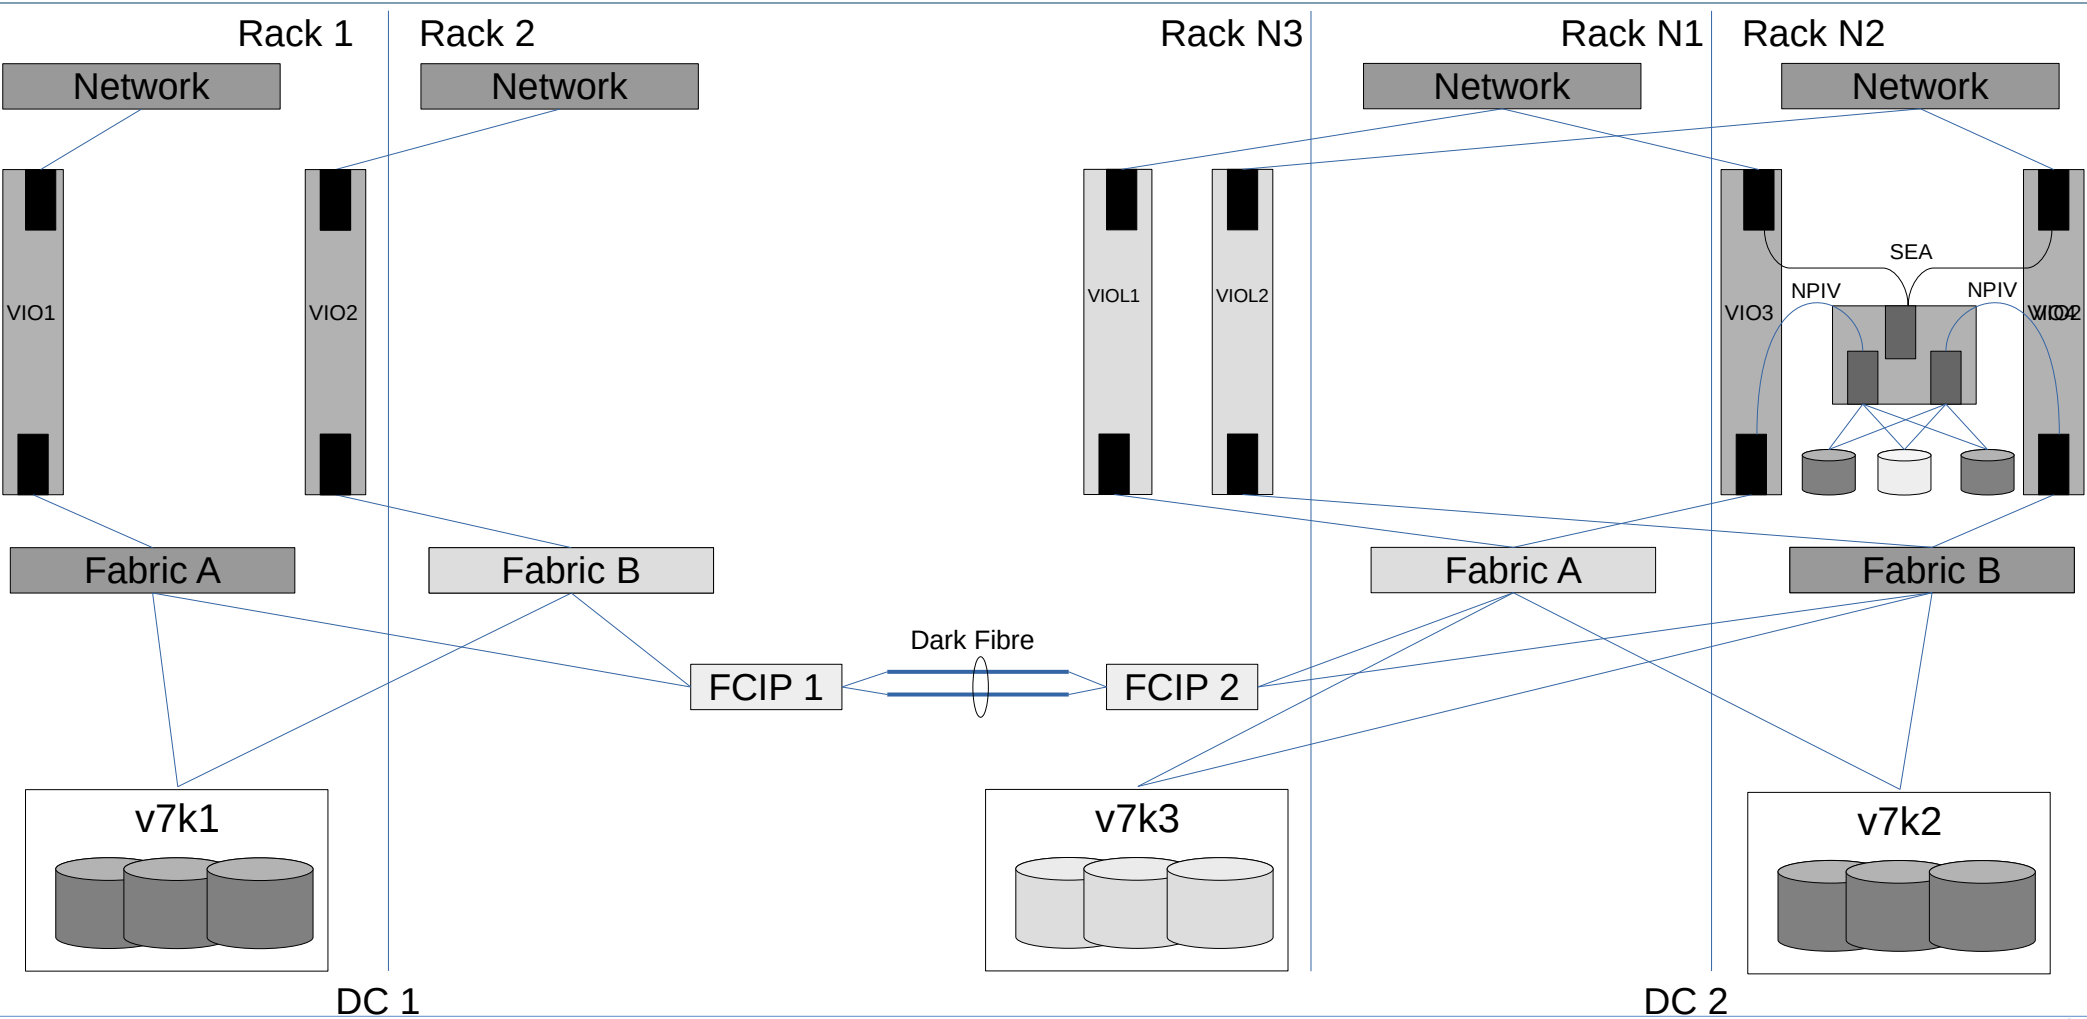 Rack 1
Rack 2
Rack N3
Rack N1
Rack N2
Network
Network
Network
Network
SEA
NPIV
NPIV
VIOL1
VIOL2
VIO1
VIO2
VIO3
Fabric A
Fabric B
Fabric A
Fabric B
Dark Fibre
FCIP 1
FCIP 2
v7k1
v7k3
v7k2
DC 1
DC 2